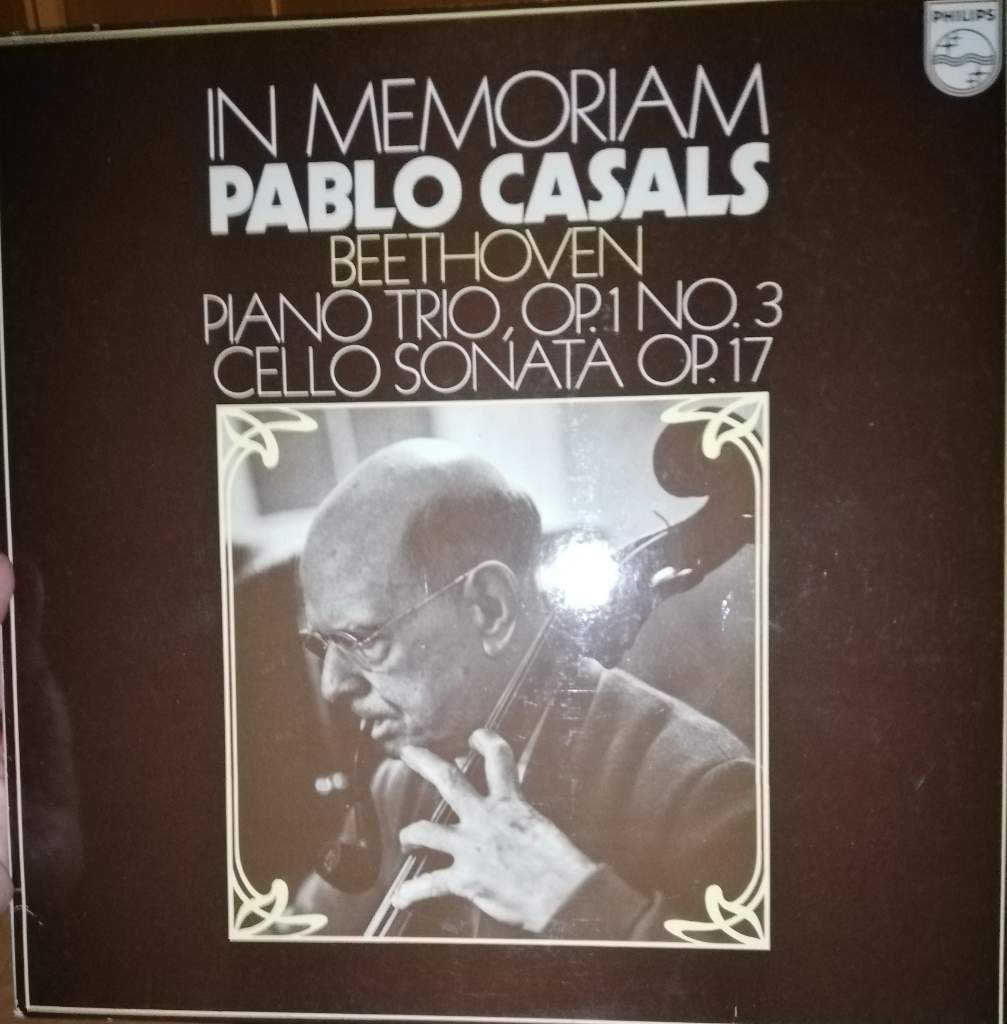 PHILIPS
IN MEMORIAM
PABLO CASALS
BEETHOVEN
PIANO TRIO, OP.1 NO. 3
CELLO SONATA OP. 17